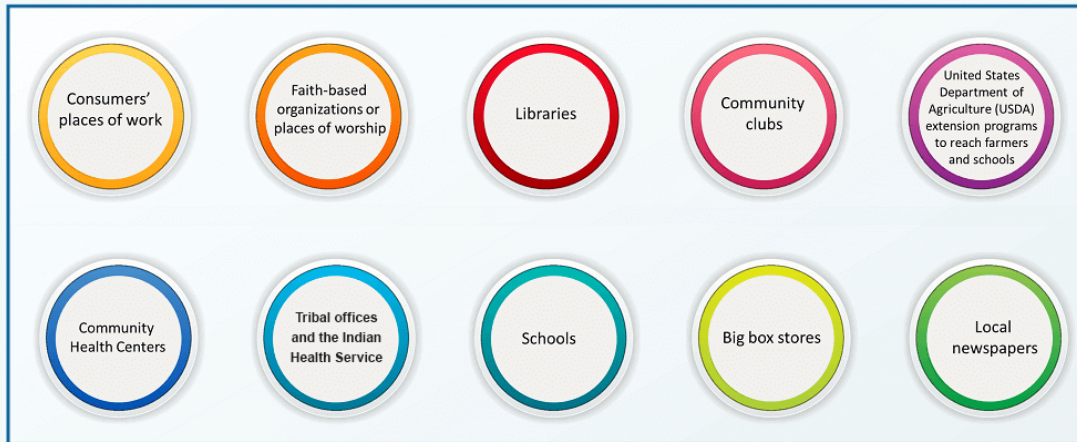 Consumers’
places of work
Faith-based
organizations or
places of worship
Libraries
Community
clubs
United States
Department of
Agriculture (USDA)
extension programs
to reach farmers
and schools
Community
Health Centers
Tribal offices
and the Indian
Health Service
Schools
Big box stores
Local
newspapers